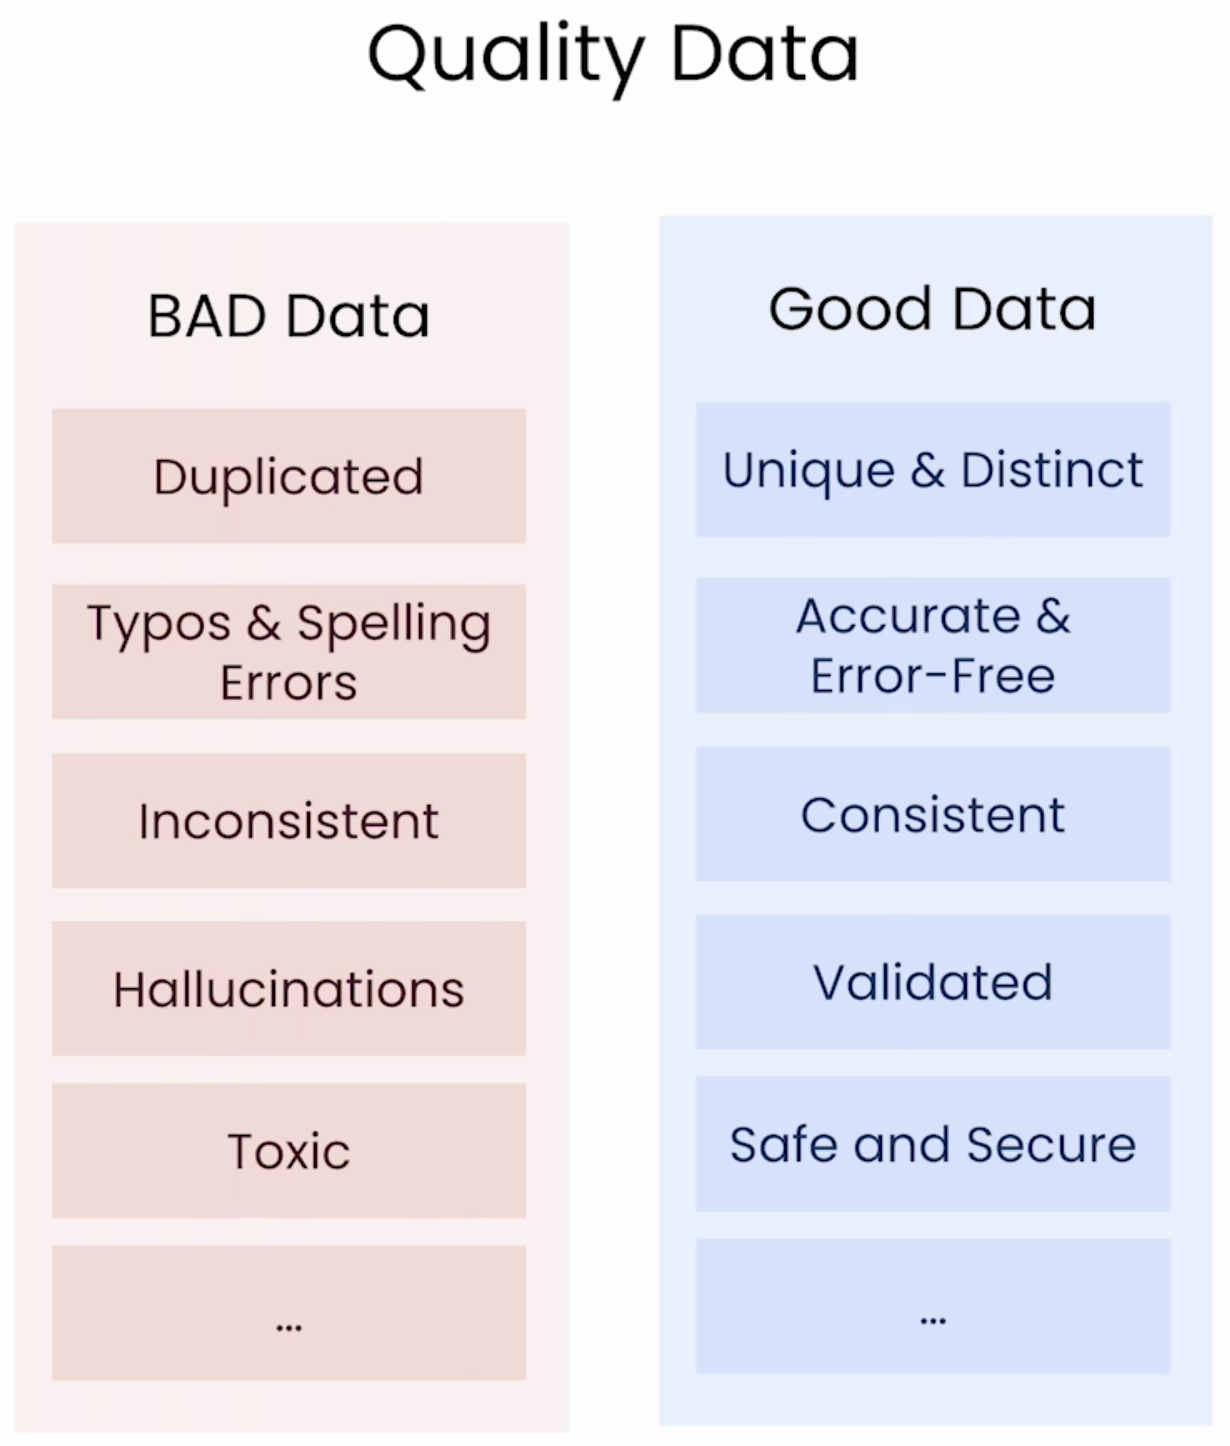 Quality Data
BAD Data
Duplicated
Typos & Spelling
Errors
Inconsistent
Hallucinations
Toxic
...
Good Data
Unique & Distinct
Accurate &
Error-Free
Consistent
Validated
Safe and Secure
...